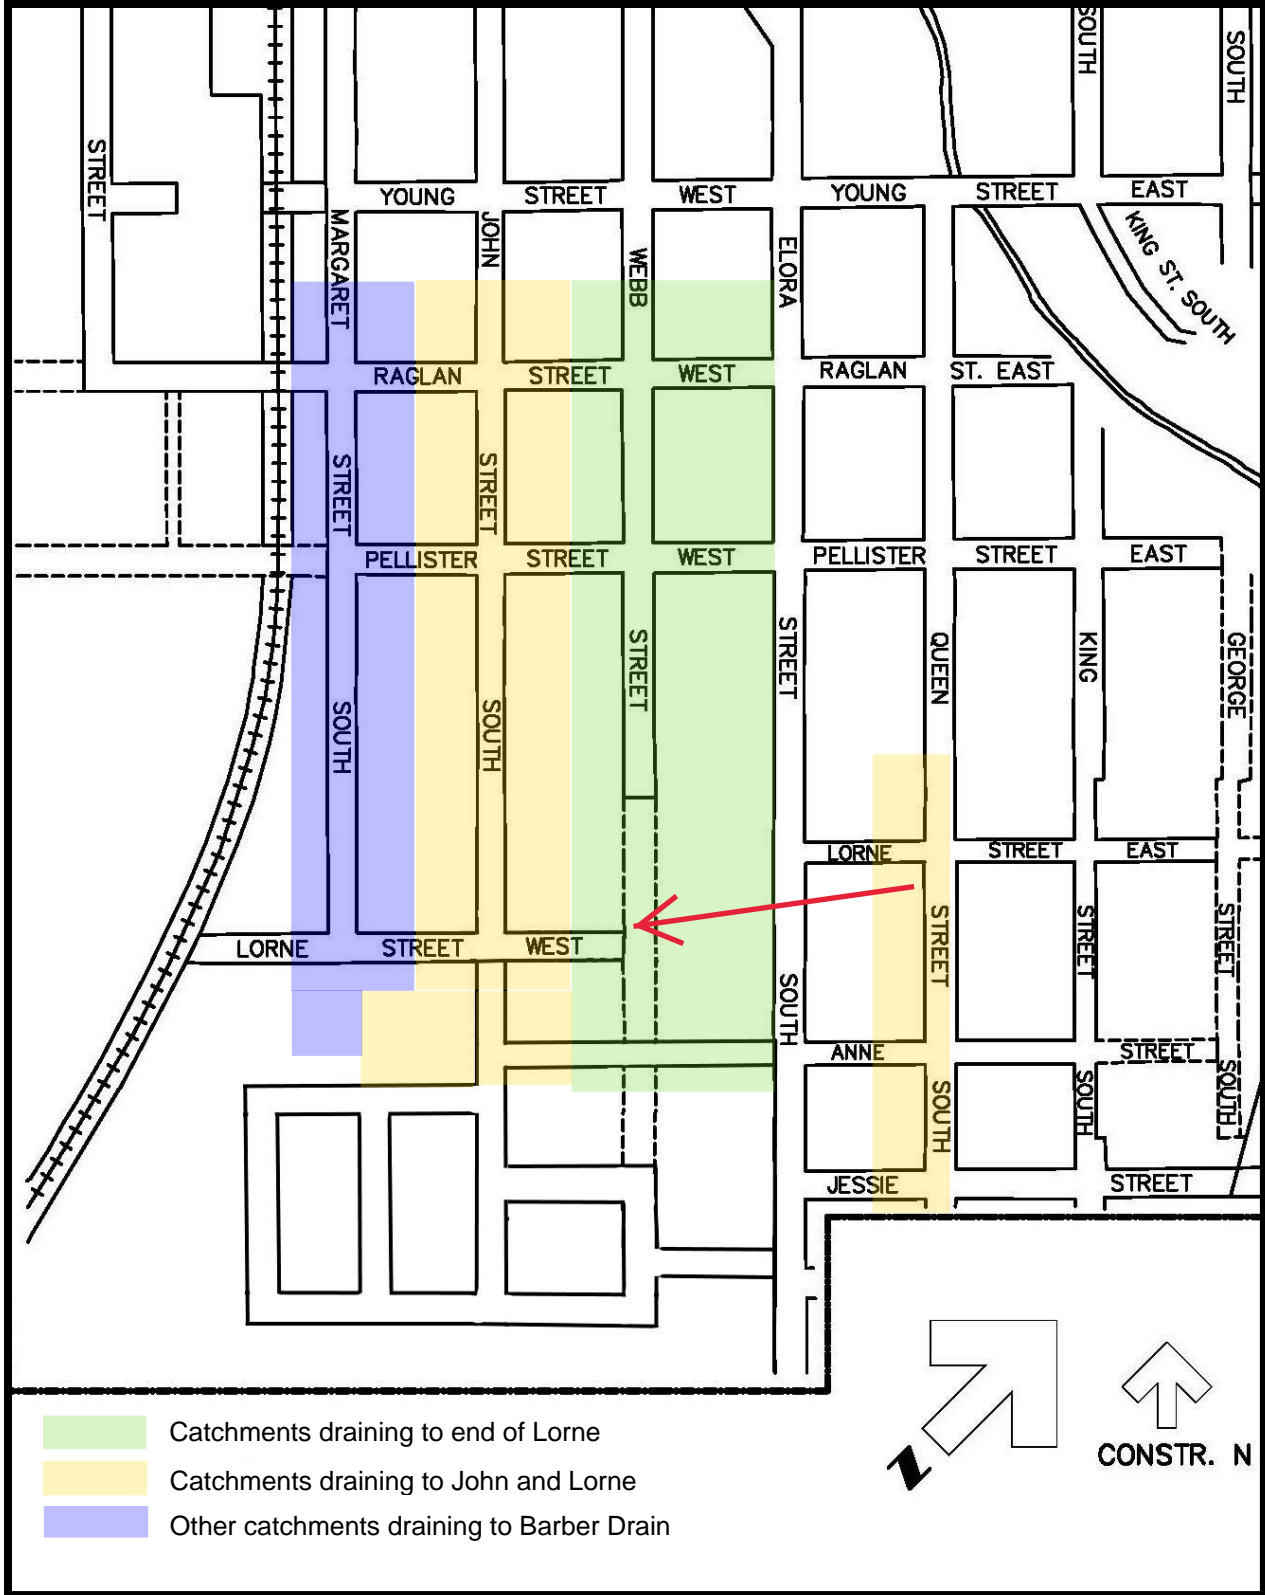 SOUTH
SOUTH
STREET
YOUNG STREET WEST YOUNG STREET EAST
MARGARET
JOHN
WEBB
ELORA
KING ST. SOUTH
RAGLAN STREET WEST RAGLAN ST. EAST
STREET
STREET
PELLISTER STREET WEST PELLISTER STREET EAST
SOUTH
SOUTH
STREET
STREET
QUEEN
KING
GEORGE
LORNE STREET EAST
LORNE STREET WEST
STREET
STREET
STREET
SOUTH
ANNE STREET
SOUTH
SOUTH
SOUTH
JESSIE STREET
N
CONSTR. N
Catchments draining to end of Lorne
Catchments draining to John and Lorne
Other catchments draining to Barber Drain